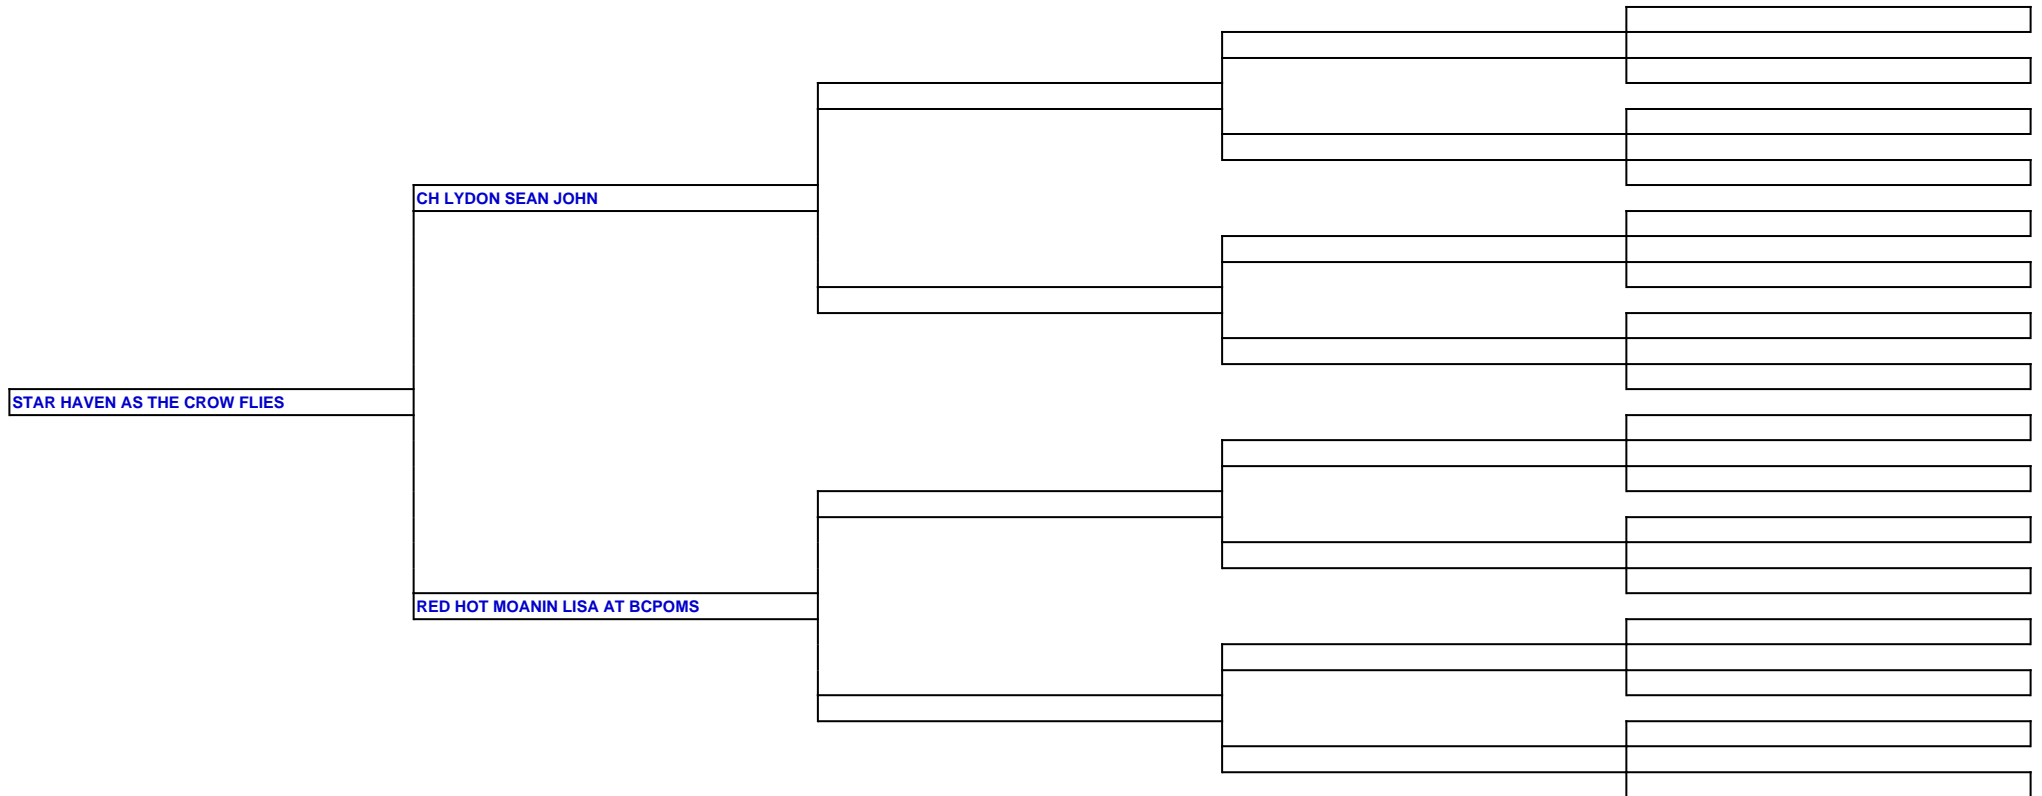 CH LYDON SEAN JOHN
STAR HAVEN AS THE CROW FLIES
RED HOT MOANIN LISA AT BCPOMS